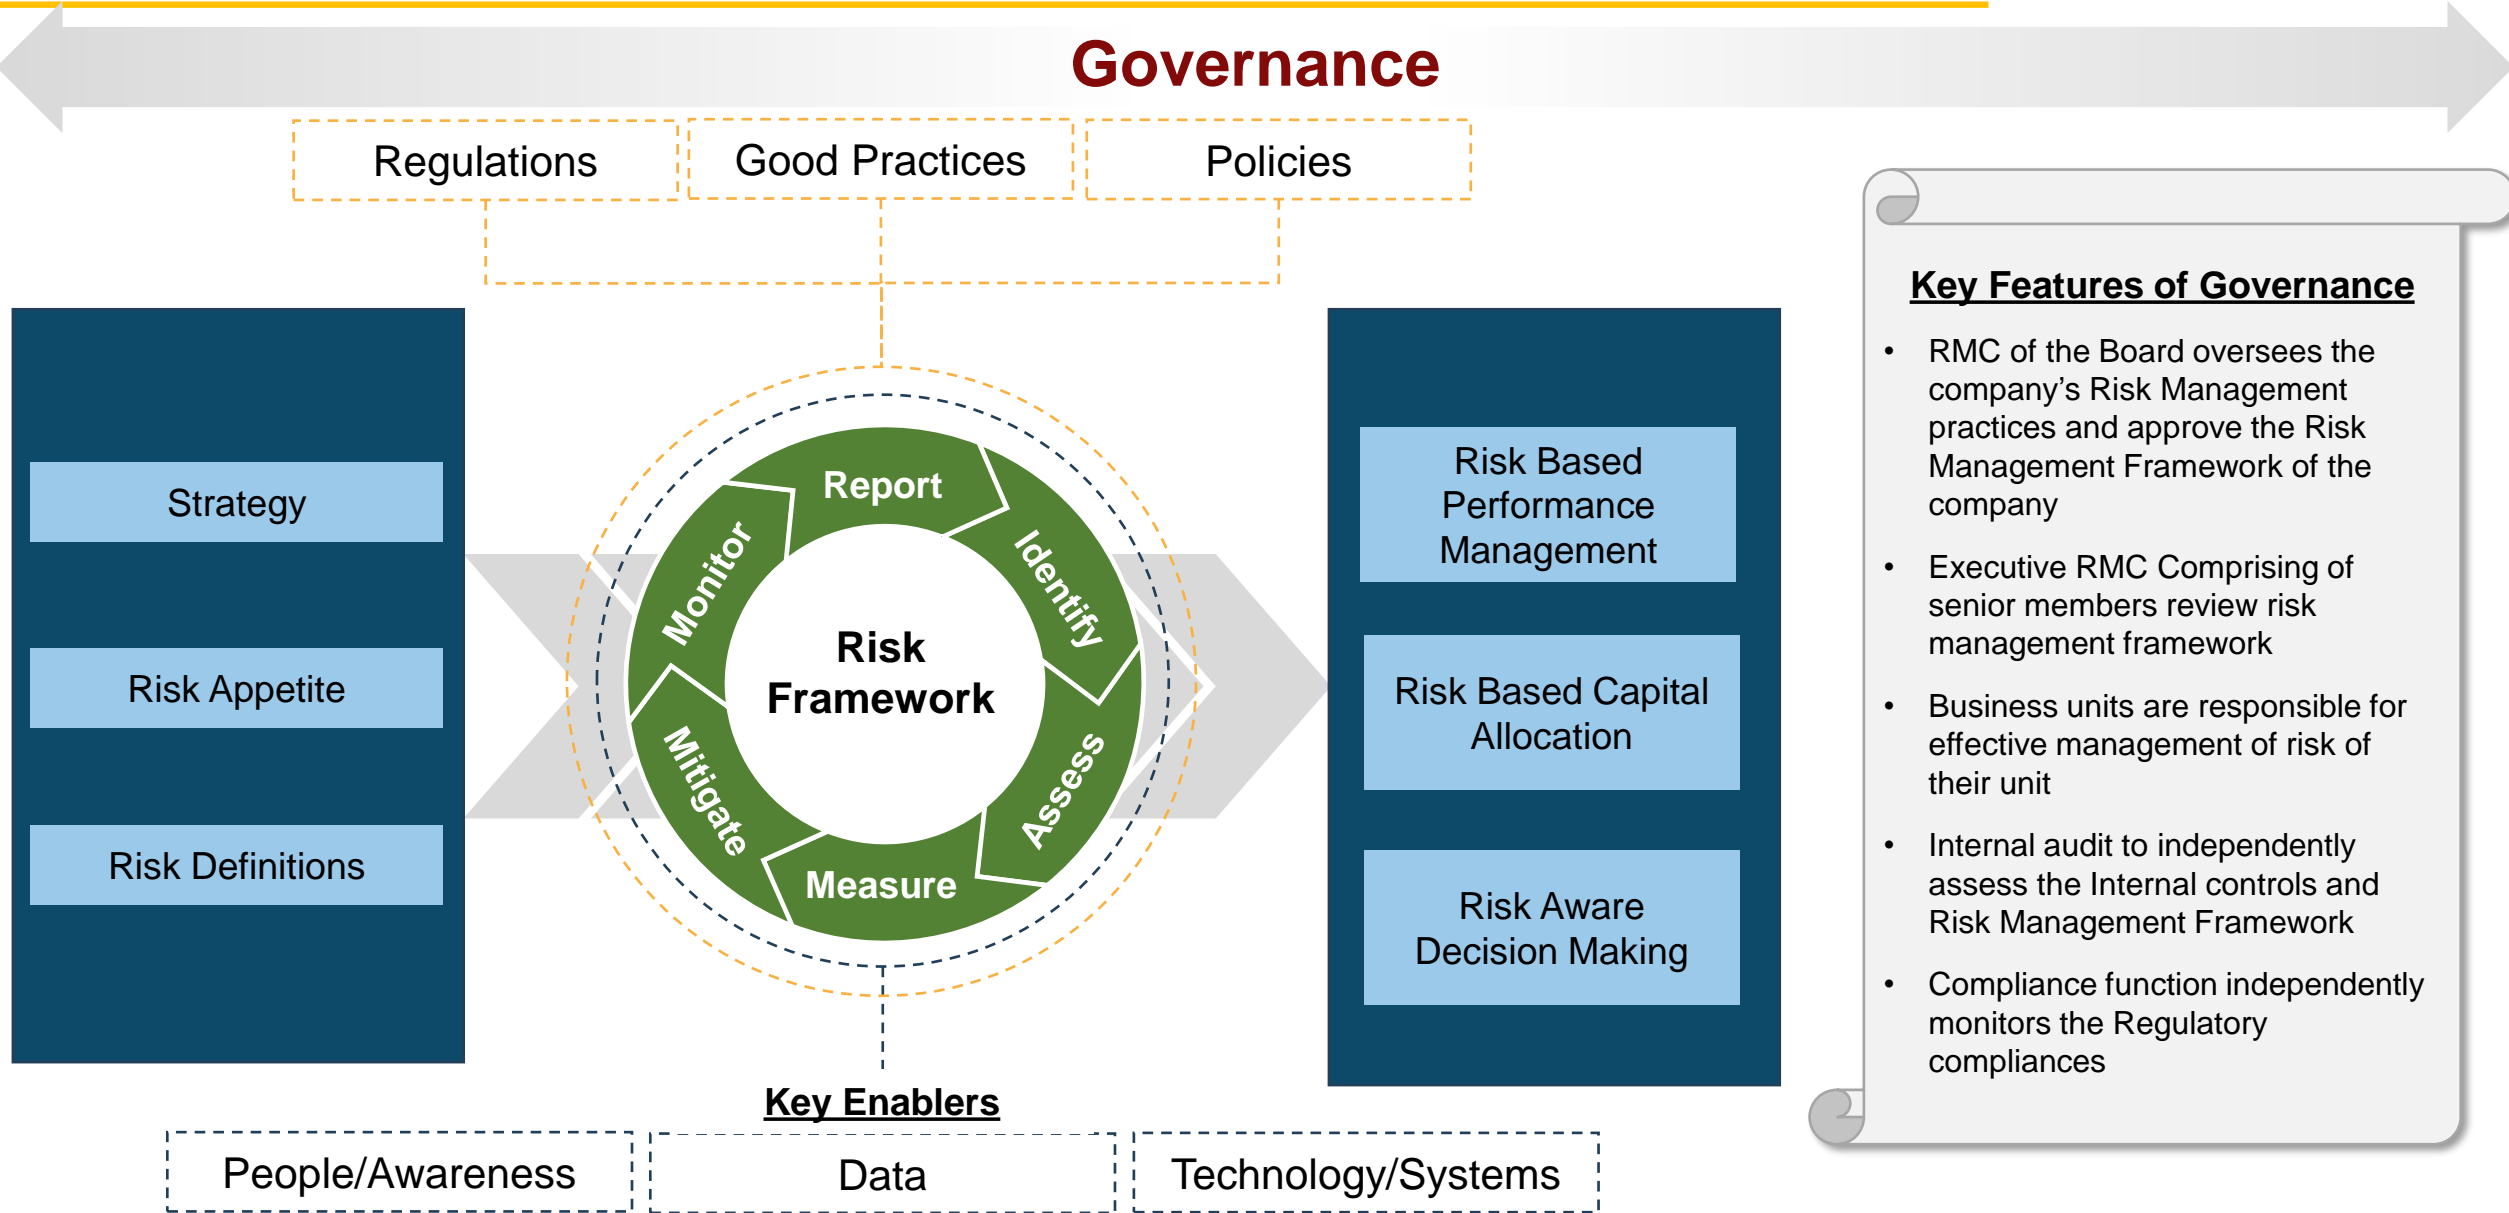 Governance
Regulations
Good Practices
Policies
Strategy
Risk Appetite
Risk Definitions
Risk
Framework
Report
Identify
Assess
Measure
Mitigate
Monitor
Risk Based
Performance
Management
Risk Based Capital
Allocation
Risk Aware
Decision Making
Key Enablers
People/Awareness
Data
Technology/Systems
Key Features of Governance
• RMC of the Board oversees the
company’s Risk Management
practices and approve the Risk
Management Framework of the
company
• Executive RMC Comprising of
senior members review risk
management framework
• Business units are responsible for
effective management of risk of
their unit
• Internal audit to independently
assess the Internal controls and
Risk Management Framework
• Compliance function independently
monitors the Regulatory
compliances